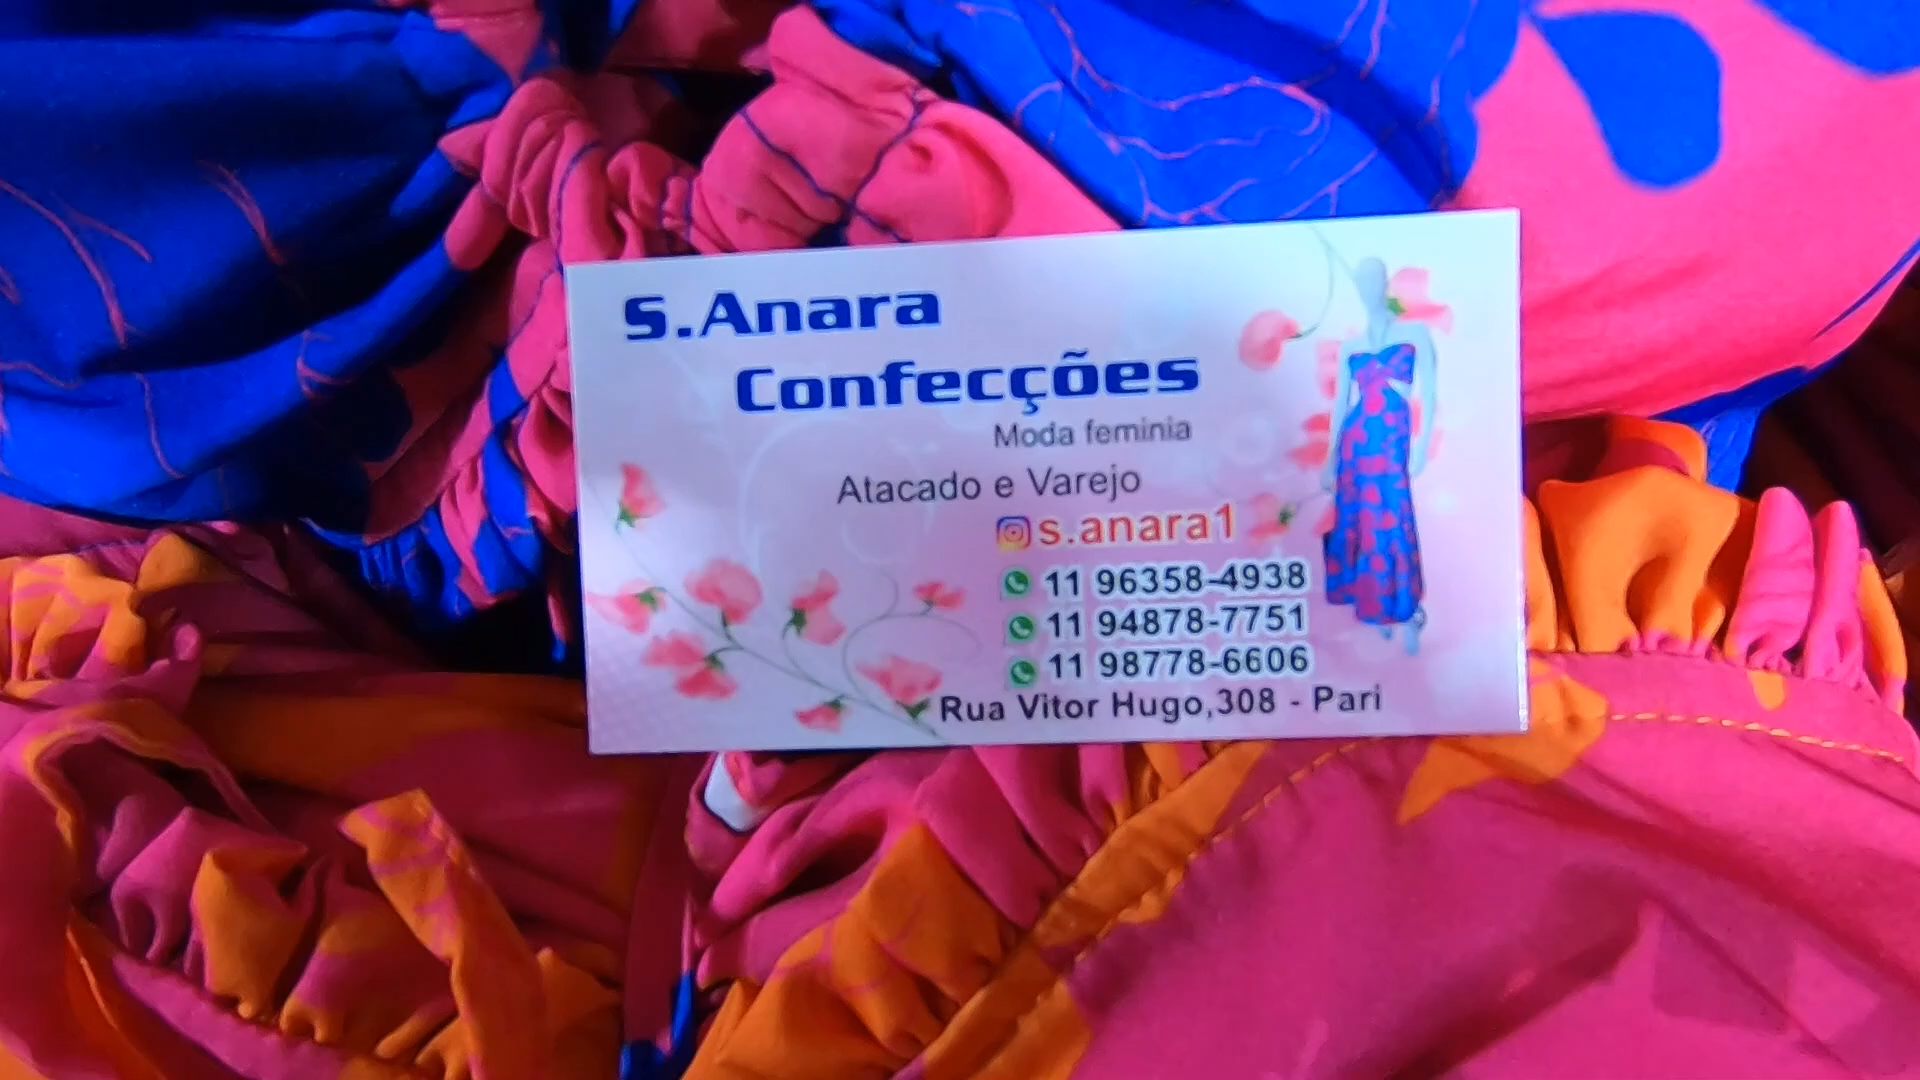 S.Anara
Confecções
Moda feminia
Atacado e Varejo
s.anara1
11 96358-4938
11 94878-7751
11 98778-6606
Rua Vitor Hugo,308 - Pari